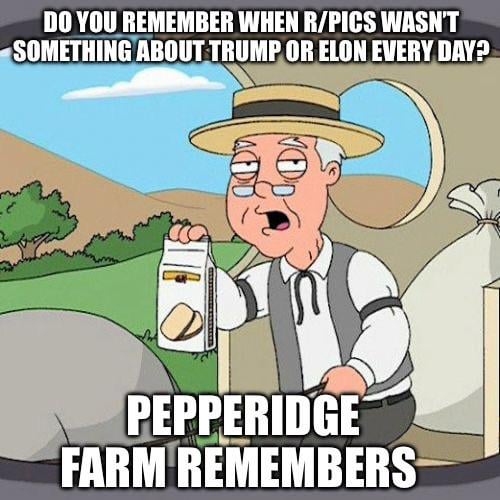 DO YOU REMEMBER WHEN R/PICS WASN'T
SOMETHING ABOUT TRUMP OR ELON EVERY DAY?
PEPPERIDGE
FARM REMEMBERS